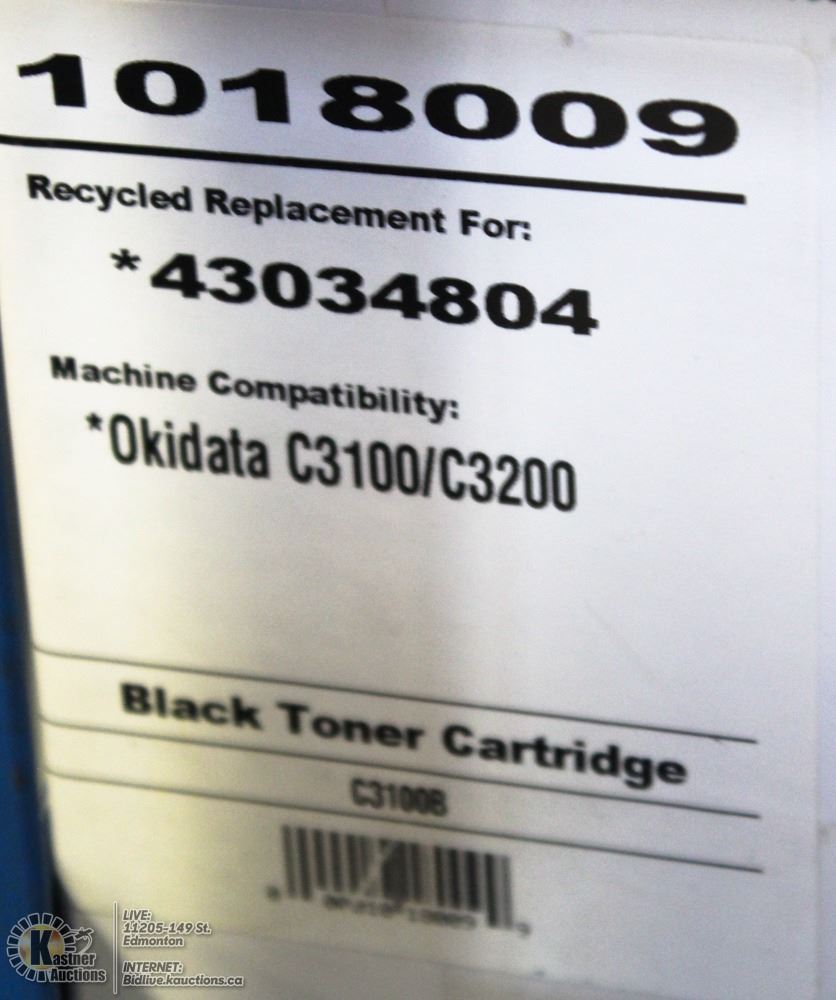 1018009
Recycled Replacement For:
*43034804
Machine Compatibility:
*Okidata C3100/C3200
Black Toner Cartridge
C3100B
Kastner
Auctions
LIVE:
11205-149 St.
Edmonton
INTERNET:
Bidlive.kauctions.ca